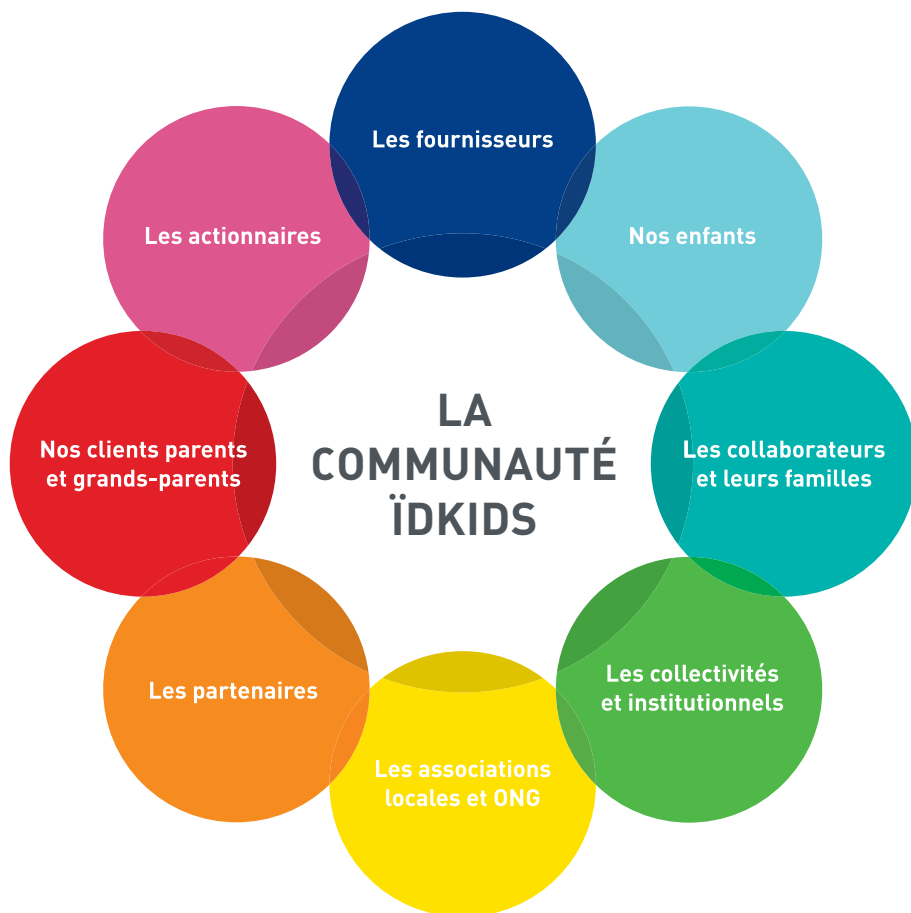 Les fournisseurs
Les actionnaires
Nos enfants
LA
COMMUNAUTÉ
ÏDKIDS
Nos clients parents
et grands-parents
Les collaborateurs
et leurs familles
Les partenaires
Les collectivités
et institutionnels
Les associations
locales et ONG